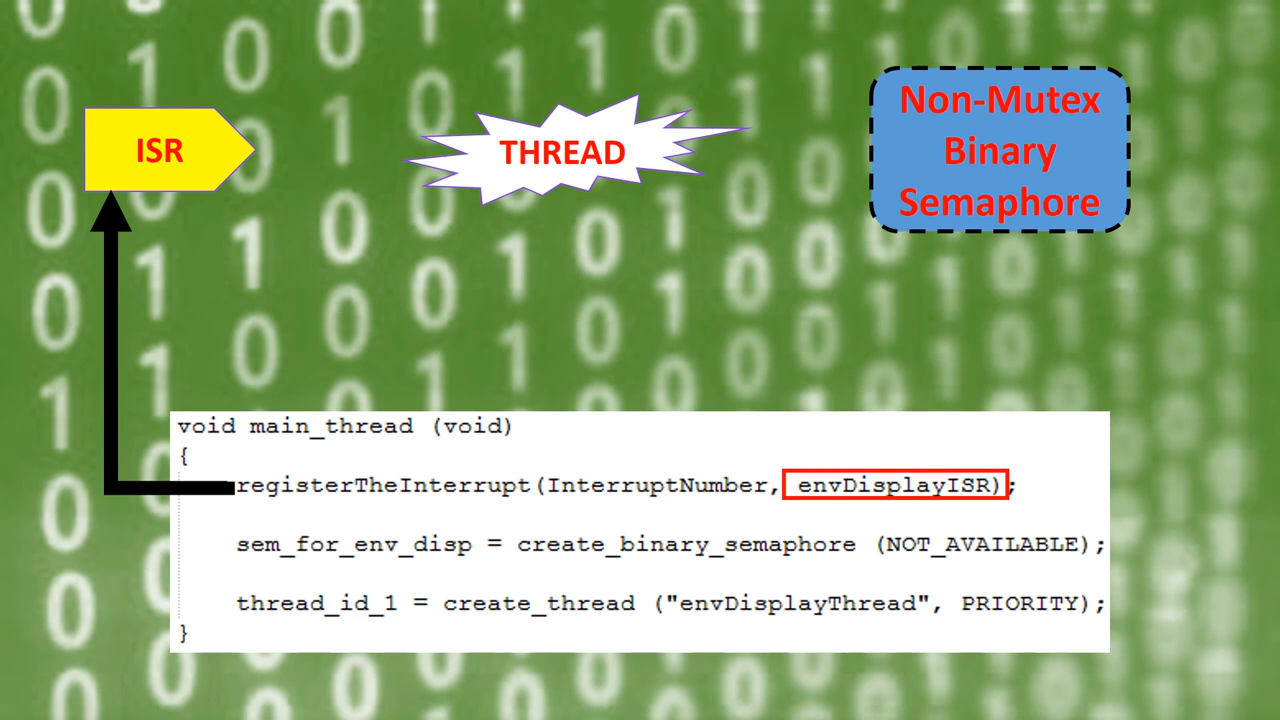 ISR
THREAD
Non-Mutex
Binary
Semaphore
void main_thread (void)
{
registerTheInterrupt(InterruptNumber, envDisplayISR);
sem_for_env_disp = create_binary_semaphore (NOT_AVAILABLE);
thread_id_1 = create_thread ("envDisplayThread", PRIORITY);
}